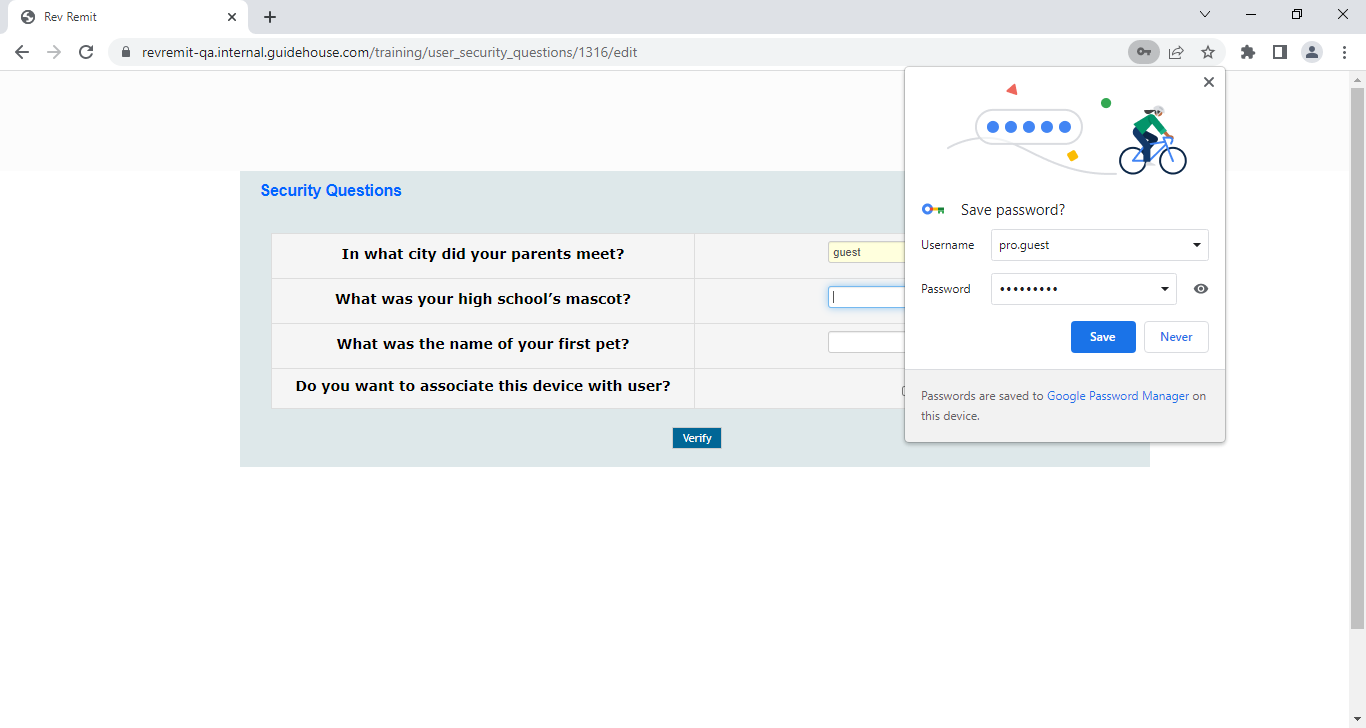 Rev Remit
revremit-qa.internal.guidehouse.com/training/user_security_questions/1316/edit
Security Questions
In what city did your parents meet?
guest
What was your high school’s mascot?
What was the name of your first pet?
Do you want to associate this device with user?
Verify
Save password?
Username
pro.guest
Password
•••••••••
Save
Never
Passwords are saved to Google Password Manager on
this device.